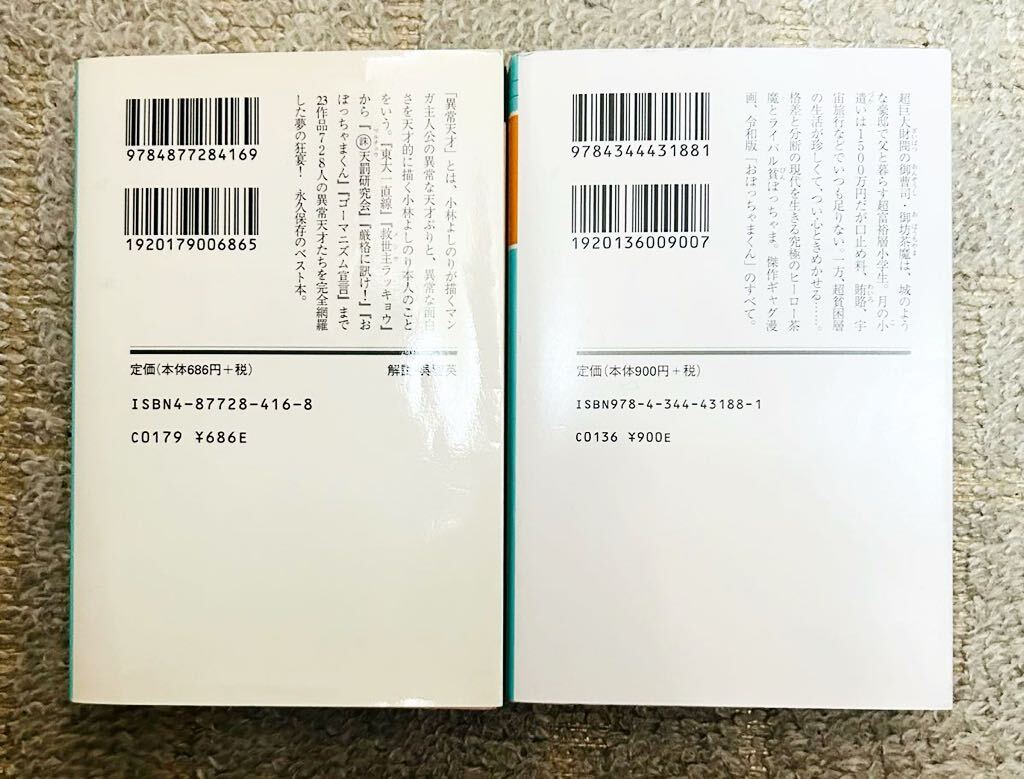 9784877284169
1920179006865
「異常天才」とは、小林よしのりが描くマン
ガ主人公の異常な天才ぶりと、異常な面白
さを天才的に描く小林よしのり本人のこと
をいう。『東大一直線』『救世主ラッキョウ』
から『㊟天罰研究会』『厳格に訊け!』『お
ぼっちゃまくん』『ゴーマニズム宣言』まで
23作品728人の異常天才たちを完全網羅
した夢の狂宴! 永久保存のベスト本。
定価(本体686円+税)
解説 呉智英
ISBN4-87728-416-8
C0179 ¥686E
9784344431881
1920136009007
超巨大財閥の御曹司・御坊茶魔は、城のよう
な豪邸で父と暮らす超富裕層小学生。月の小
遣いは1500万円だが口止め料、賄賂、宇
宙旅行などでいつも足りない。一方、超貧困層
の生活が珍しくて、つい心ときめかせる……。
格差と分断の現代を生きる究極のヒーロー茶
魔とライバル貧ぼっちゃま。傑作ギャグ漫
画、令和版「おぼっちゃまくん」のすべて。
定価(本体900円+税)
ISBN978-4-344-43188-1
C0136 ¥900E